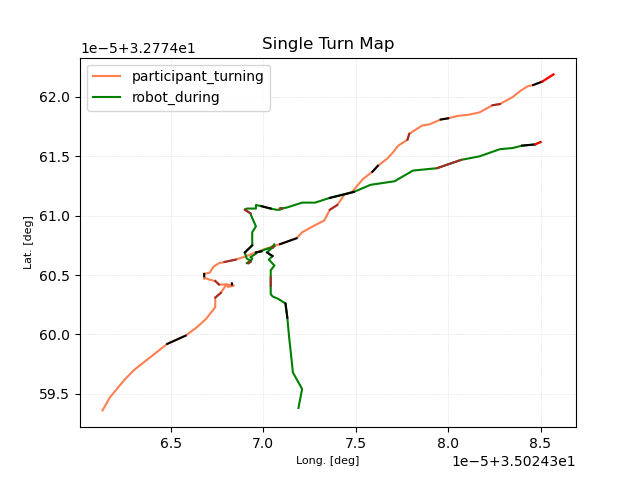 Single Turn Map
1e−5+3.2774e1
participant_turning
robot_during
62.0
61.5
61.0
60.5
60.0
59.5
Lat. [deg]
6.5 7.0 7.5 8.0 8.5
Long. [deg]
1e−5+3.50243e1